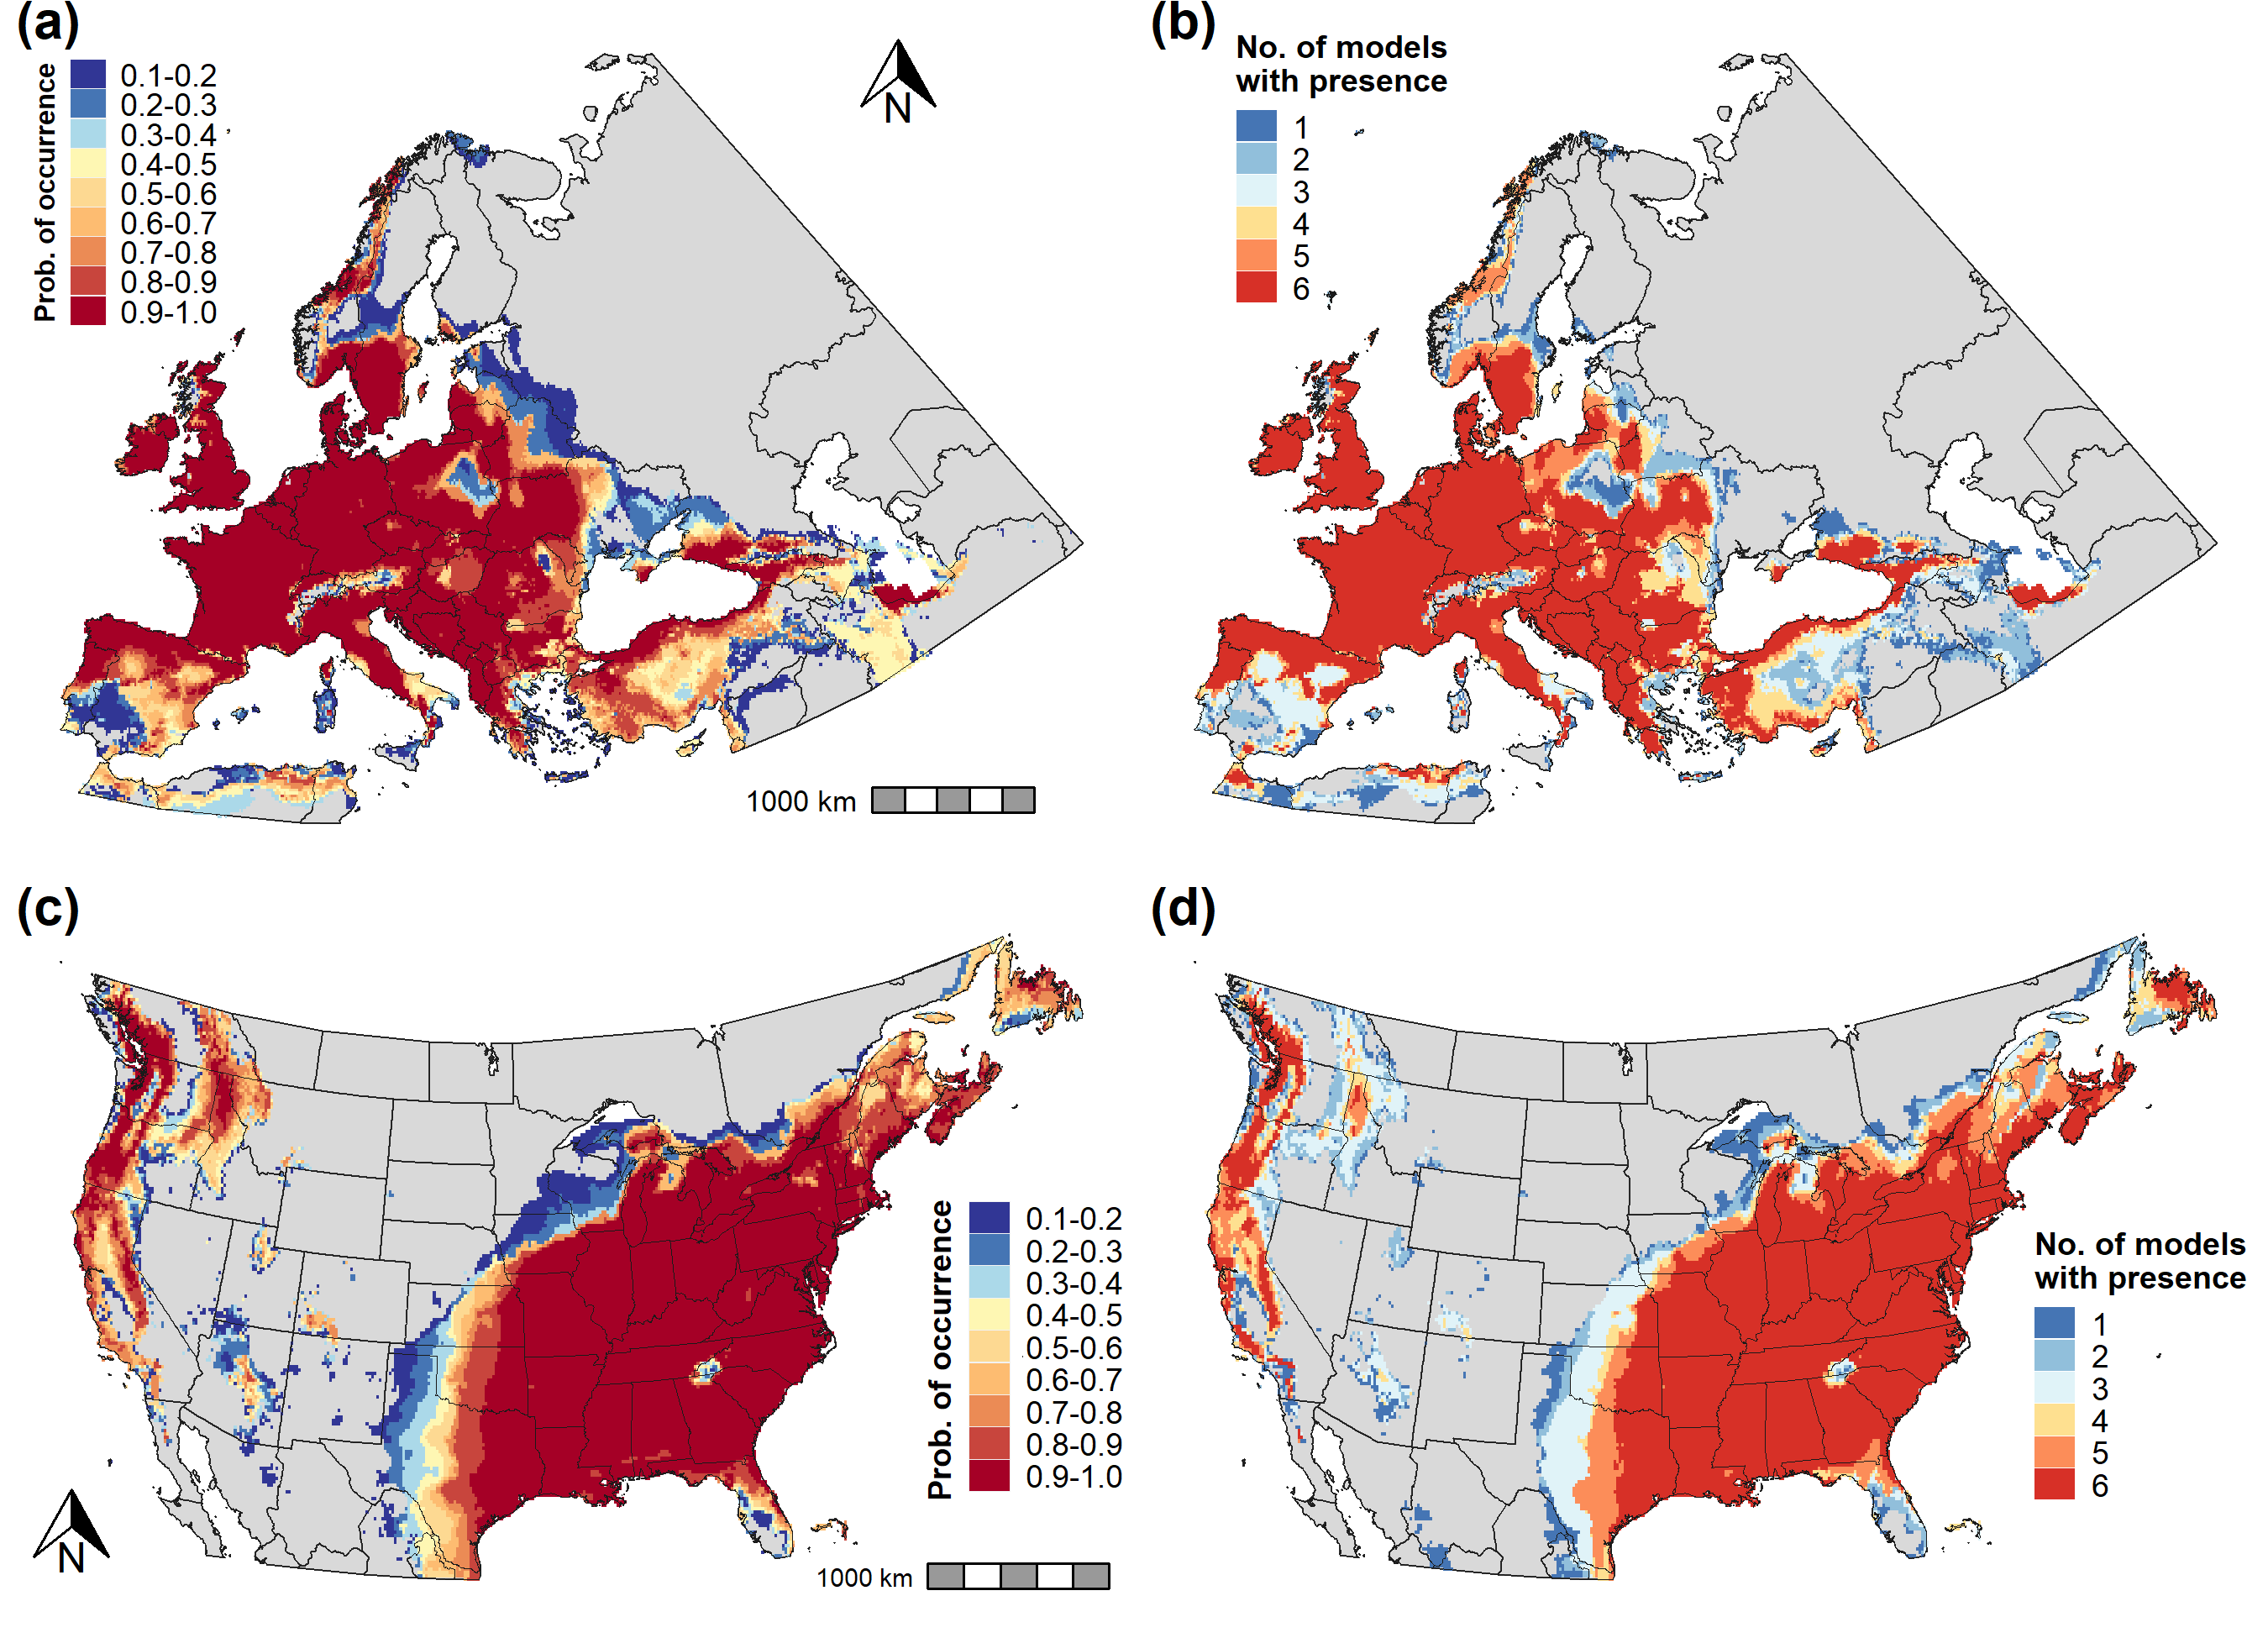 (a)
Prob. of occurrence
0.1-0.2
0.2-0.3
0.3-0.4
0.4-0.5
0.5-0.6
0.6-0.7
0.7-0.8
0.8-0.9
0.9-1.0
N
1000 km
(b)
No. of models
with presence
1
2
3
4
5
6
(c)
Prob. of occurrence
0.1-0.2
0.2-0.3
0.3-0.4
0.4-0.5
0.5-0.6
0.6-0.7
0.7-0.8
0.8-0.9
0.9-1.0
N
1000 km
(d)
No. of models
with presence
1
2
3
4
5
6